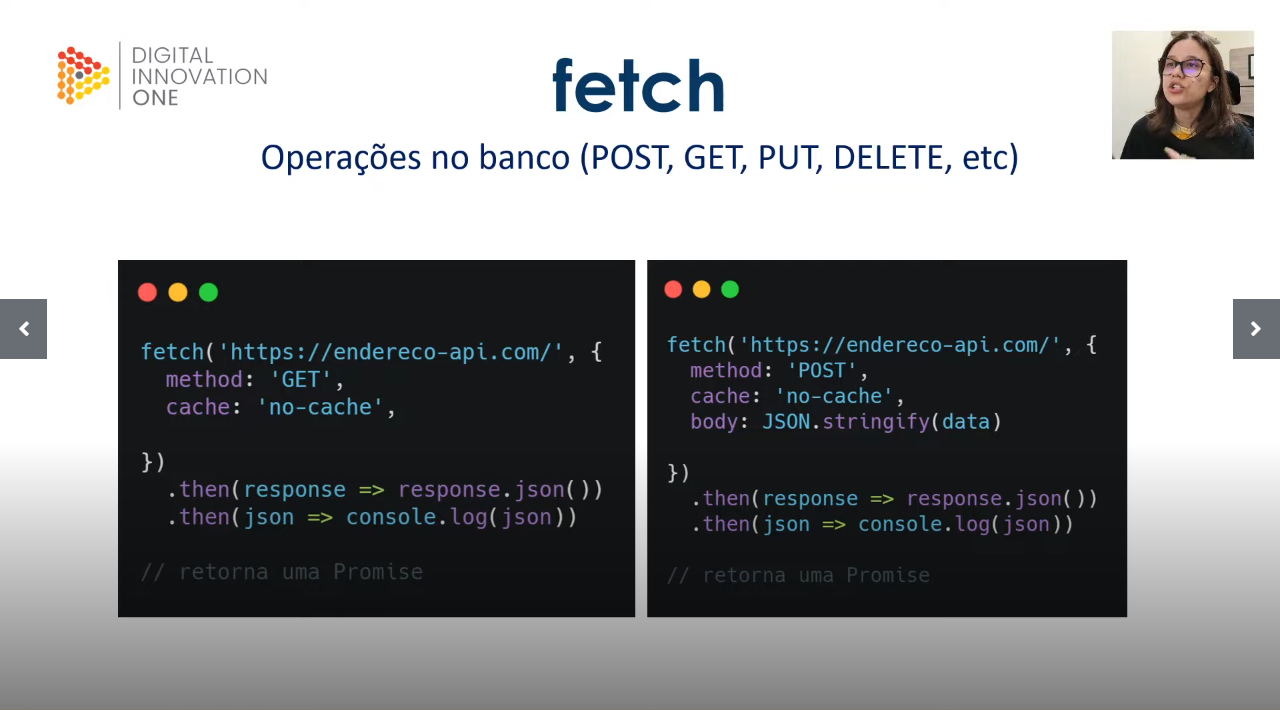 DIGITAL
INNOVATION
ONE
fetch
Operações no banco (POST, GET, PUT, DELETE, etc)
fetch('https://endereco-api.com/', {
method: 'GET',
cache: 'no-cache',
})
.then(response => response.json())
.then(json => console.log(json))
// retorna uma Promise
fetch('https://endereco-api.com/', {
method: 'POST',
cache: 'no-cache',
body: JSON.stringify(data)
})
.then(response => response.json())
.then(json => console.log(json))
// retorna uma Promise